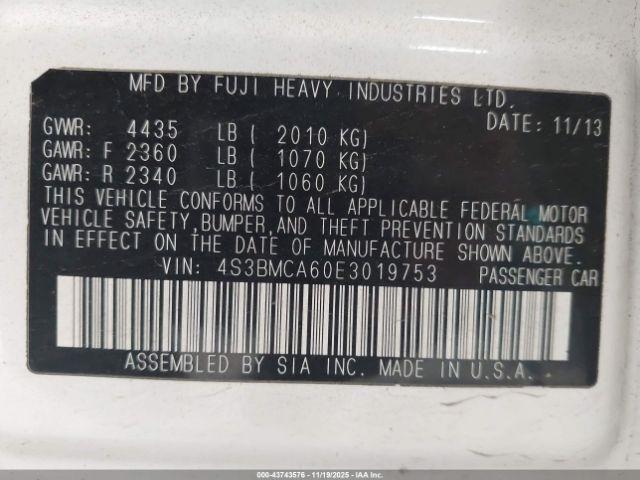 MFD BY FUJI HEAVY INDUSTRIES LTD.
DATE: 11/13
GVWR: 4435 LB ( 2010 KG)
GAWR: F 2360 LB ( 1070 KG)
GAWR: R 2340 LB ( 1060 KG)
THIS VEHICLE CONFORMS TO ALL APPLICABLE FEDERAL MOTOR
VEHICLE SAFETY, BUMPER, AND THEFT PREVENTION STANDARDS
IN EFFECT ON THE DATE OF MANUFACTURE SHOWN ABOVE.
VIN: 4S3BMCA60E3019753 PASSENGER CAR
ASSEMBLED BY SIA INC. MADE IN U.S.A.
000-43743576 - 11/19/2025 - IAAI.COM